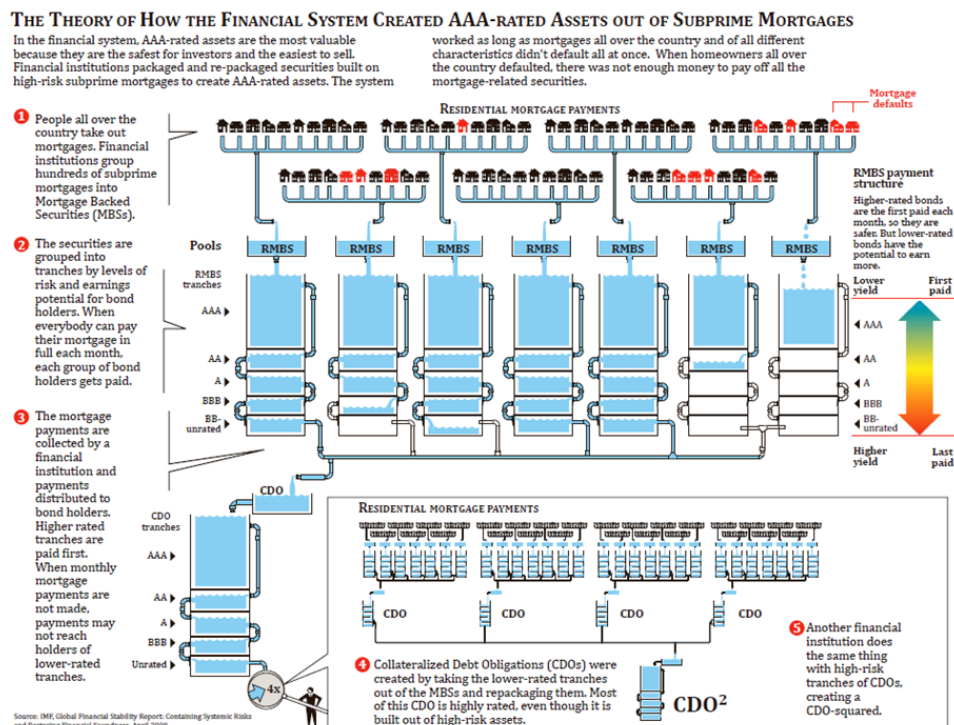 THE THEORY OF HOW THE FINANCIAL SYSTEM CREATED AAA-RATED ASSETS OUT OF SUBPRIME MORTGAGES
In the financial system, AAA-rated assets are the most valuable
because they are the safest for investors and the easiest to sell.
Financial institutions packaged and re-packaged securities built on
high-risk subprime mortgages to create AAA-rated assets. The system
worked as long as mortgages all over the country and of all different
characteristics didn't default all at once. When homeowners all over
the country defaulted, there was not enough money to pay off all the
mortgage-related securities.
Mortgage
defaults
RESIDENTIAL MORTGAGE PAYMENTS
1 People all over the
country take out
mortgages. Financial
institutions group
hundreds of subprime
mortgages into
Mortgage Backed
Securities (MBSs).
RMBS payment
structure
Higher-rated bonds
are the first paid each
month, so they are
safer. But lower-rated
bonds have the
potential to earn
more.
Lower
yield
First
paid
2 The securities are
grouped into
tranches by levels of
risk and earnings
potential for bond
holders. When
everybody can pay
their mortgage in
full each month,
each group of bond
holders gets paid.
Pools
RMBS
RMBS
RMBS
RMBS
RMBS
RMBS
RMBS
RMBS
tranches
AAA
AA
A
BBB
BB-
unrated
AAA
AA
A
BBB
BB-
unrated
Higher
yield
Last
paid
3 The mortgage
payments are
collected by a
financial
institution and
payments
distributed to
bond holders.
Higher rated
tranches are
paid first.
When monthly
mortgage
payments are
not made,
payments may
not reach
holders of
lower-rated
tranches.
CDO
CDO
tranches
AAA
AA
A
BBB
Unrated
4x
RESIDENTIAL MORTGAGE PAYMENTS
CDO
CDO
CDO
CDO
4 Collateralized Debt Obligations (CDOs) were
created by taking the lower-rated tranches
out of the MBSs and repackaging them. Most
of this CDO is highly rated, even though it is
built out of high-risk assets.
CDO²
5 Another financial
institution does
the same thing
with high-risk
tranches of CDOs,
creating a
CDO-squared.
Source: IMF, Global Financial Stability Report: Containing Systemic Risks